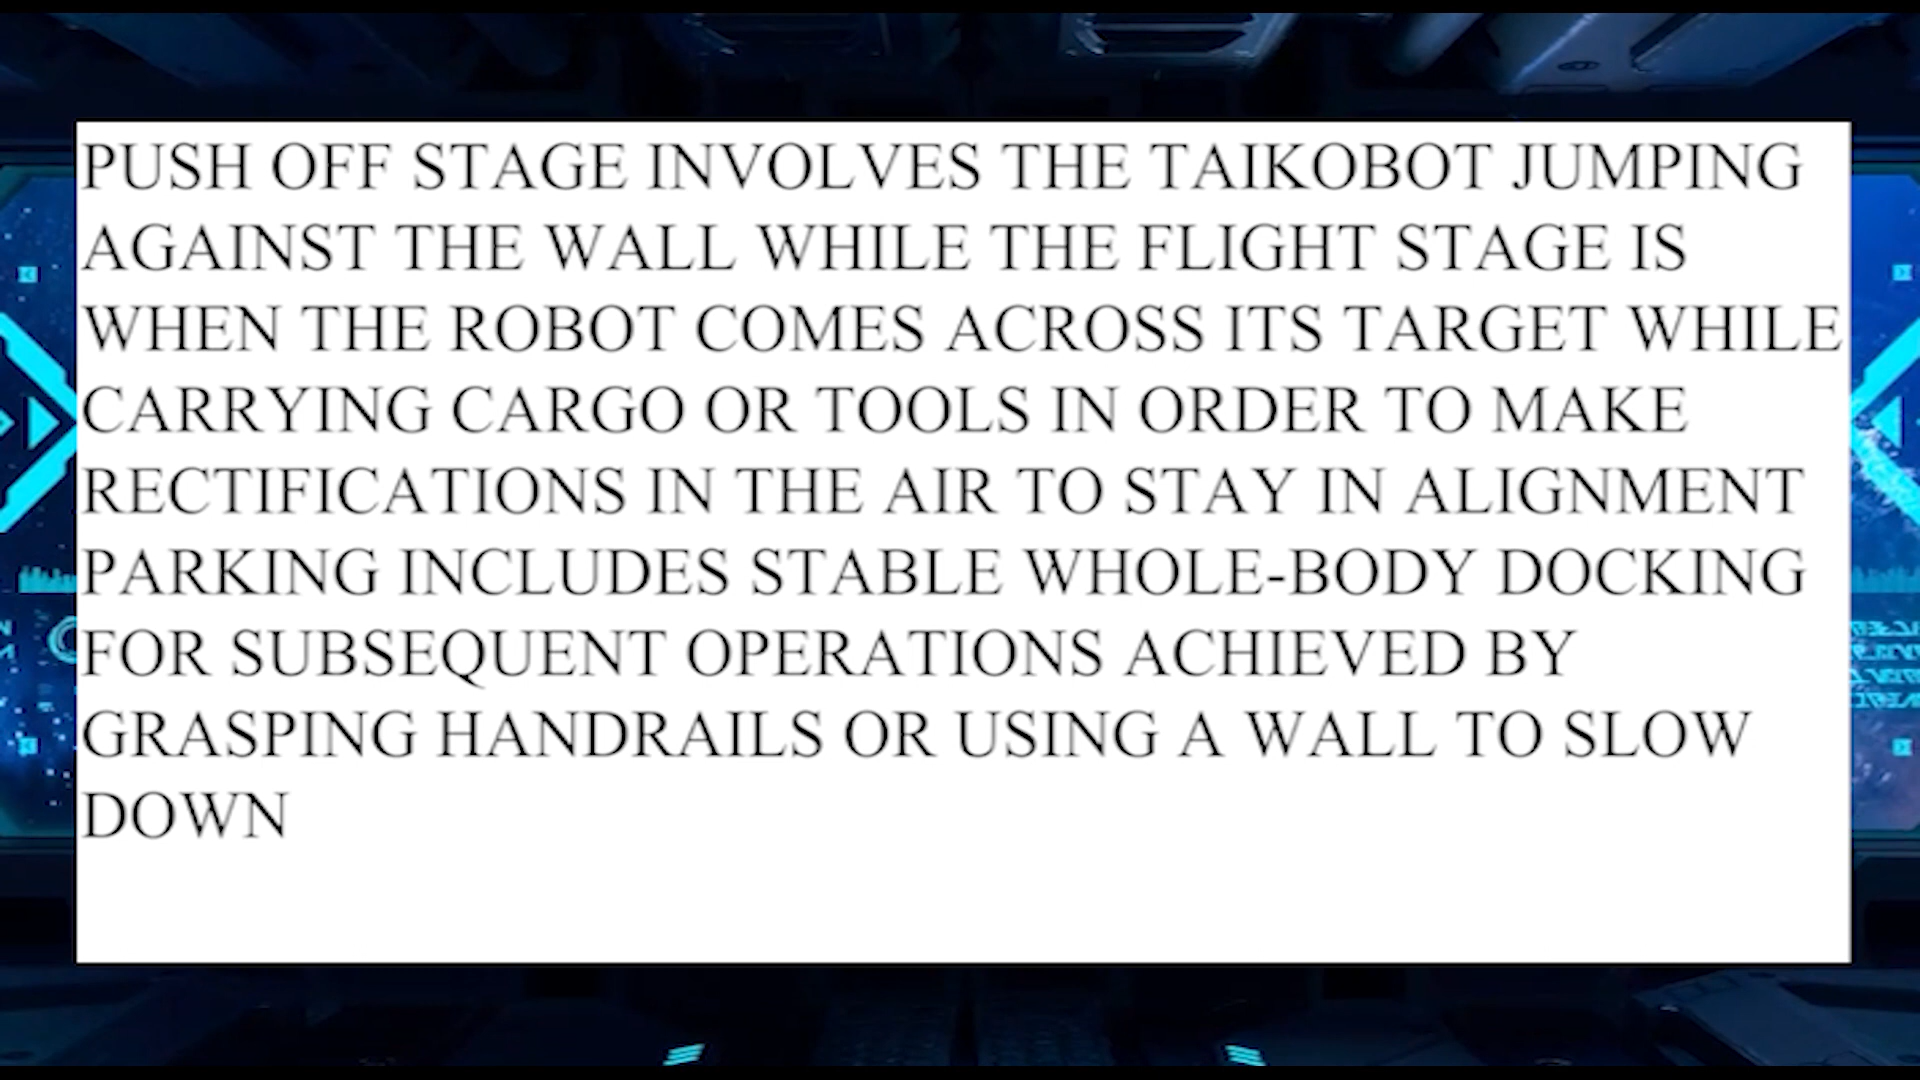 PUSH OFF STAGE INVOLVES THE TAIKOBOT JUMPING
AGAINST THE WALL WHILE THE FLIGHT STAGE IS
WHEN THE ROBOT COMES ACROSS ITS TARGET WHILE
CARRYING CARGO OR TOOLS IN ORDER TO MAKE
RECTIFICATIONS IN THE AIR TO STAY IN ALIGNMENT
PARKING INCLUDES STABLE WHOLE-BODY DOCKING
FOR SUBSEQUENT OPERATIONS ACHIEVED BY
GRASPING HANDRAILS OR USING A WALL TO SLOW
DOWN